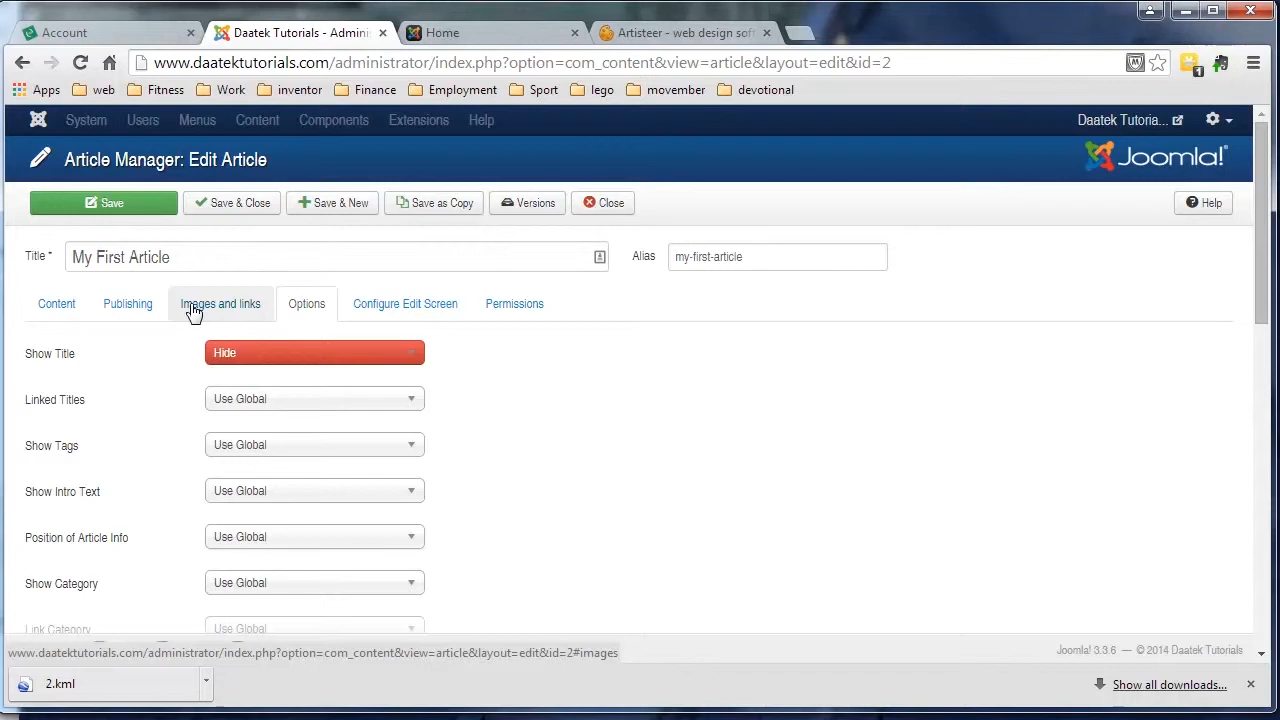 Account
Daatek Tutorials - Adminis
Home
Artisteer - web design soft
www.daatektutorials.com/administrator/index.php?option=com_content&view=article&layout=edit&id=2
Apps web Fitness Work inventor Finance Employment Sport lego movember devotional
1
System Users Menus Content Components Extensions Help
Daatek Tutoria...
Article Manager: Edit Article
Joomla!®
Save
Save & Close
Save & New
Save as Copy
Versions
Close
Help
Title * My First Article
Alias my-first-article
Content Publishing Images and links Options Configure Edit Screen Permissions
Show Title Hide
Linked Titles Use Global
Show Tags Use Global
Show Intro Text Use Global
Position of Article Info Use Global
Show Category Use Global
Link Category Use Global
www.daatektutorials.com/administrator/index.php?option=com_content&view=article&layout=edit&id=2#images
Joomla! 3.3.6 — © 2014 Daatek Tutorials
2.kml
Show all downloads...